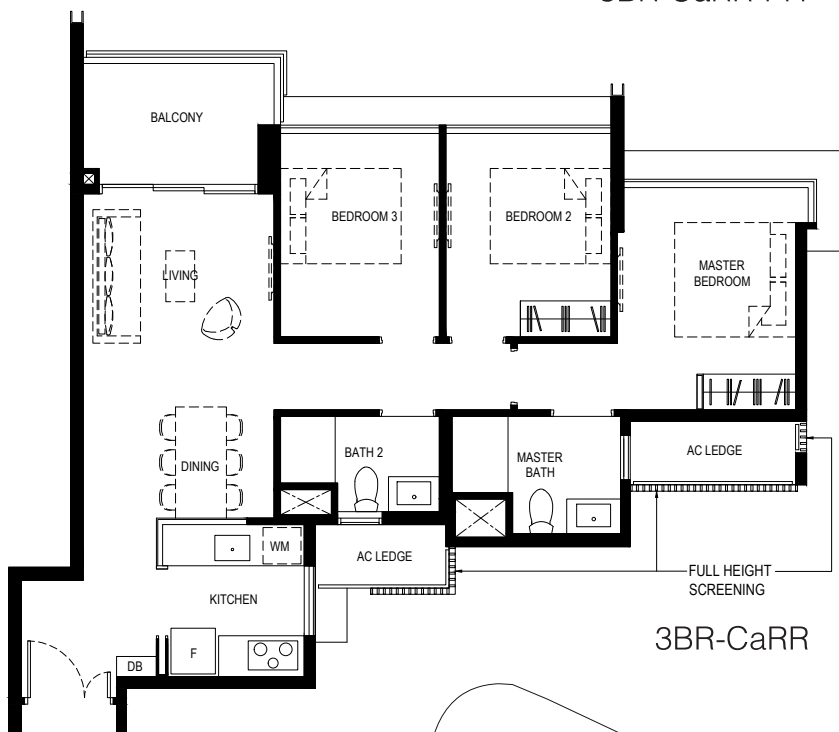 BALCONY
BEDROOM 3
BEDROOM 2
LIVING
MASTER
BEDROOM
DINING
BATH 2
MASTER
BATH
AC LEDGE
WM
AC LEDGE
KITCHEN
FULL HEIGHT
SCREENING
F
DB
3BR-CaRR